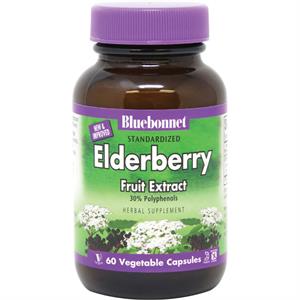 Bluebonnet
NEW &
IMPROVED
STANDARDIZED
Elderberry
Fruit Extract
30% Polyphenols
HERBAL SUPPLEMENT
60 Vegetable Capsules